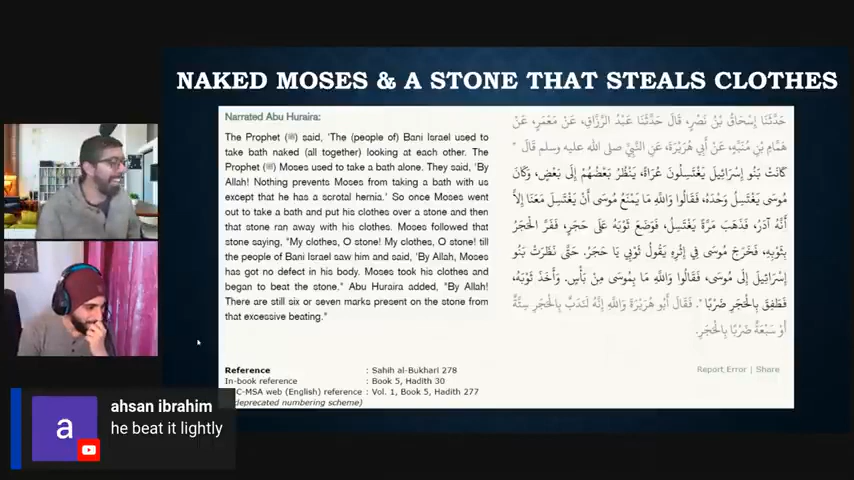 NAKED MOSES & A STONE THAT STEALS CLOTHES
Narrated Abu Huraira:
The Prophet (ﷺ) said, 'The (people of) Bani Israel used to
take bath naked (all together) looking at each other. The
Prophet (ﷺ) Moses used to take a bath alone. They said, 'By
Allah! Nothing prevents Moses from taking a bath with us
except that he has a scrotal hernia.' So once Moses went
out to take a bath and put his clothes over a stone and then
that stone ran away with his clothes. Moses followed that
stone saying, "My clothes, O stone! My clothes, O stone! till
the people of Bani Israel saw him and said, 'By Allah, Moses
has got no defect in his body. Moses took his clothes and
began to beat the stone." Abu Huraira added, "By Allah!
There are still six or seven marks present on the stone from
that excessive beating."
حَدَّثَنَا إِسْحَاقُ بْنُ نَصْرٍ، قَالَ حَدَّثَنَا عَبْدُ الرَّزَّاقِ، عَنْ مَعْمَرٍ، عَنْ
هَمَّامِ بْنِ مُنَبِّهٍ، عَنْ أَبِي هُرَيْرَةَ، عَنِ النَّبِيِّ صلى الله عليه وسلم قَالَ "
كَانَتْ بَنُو إِسْرَائِيلَ يَغْتَسِلُونَ عُرَاةً، يَنْظُرُ بَعْضُهُمْ إِلَى بَعْضٍ، وَكَانَ
مُوسَى يَغْتَسِلُ وَحْدَهُ، فَقَالُوا وَاللَّهِ مَا يَمْنَعُ مُوسَى أَنْ يَغْتَسِلَ مَعَنَا إِلاَّ
أَنَّهُ آدَرُ، فَذَهَبَ مَرَّةً يَغْتَسِلُ، فَوَضَعَ ثَوْبَهُ عَلَى حَجَرٍ، فَفَرَّ الْحَجَرُ
بِثَوْبِهِ، فَخَرَجَ مُوسَى فِي إِثْرِهِ يَقُولُ ثَوْبِي يَا حَجَرُ. حَتَّى نَظَرَتْ بَنُو
إِسْرَائِيلَ إِلَى مُوسَى، فَقَالُوا وَاللَّهِ مَا بِمُوسَى مِنْ بَأْسٍ. وَأَخَذَ ثَوْبَهُ،
فَطَفِقَ بِالْحَجَرِ ضَرْبًا ". فَقَالَ أَبُو هُرَيْرَةَ وَاللَّهِ إِنَّهُ لَنَدَبٌ بِالْحَجَرِ سِتَّةٌ
أَوْ سَبْعَةٌ ضَرْبًا بِالْحَجَرِ.
Reference : Sahih al-Bukhari 278
In-book reference : Book 5, Hadith 30
C-MSA web (English) reference : Vol. 1, Book 5, Hadith 277
deprecated numbering scheme)
Report Error | Share
a
ahsan ibrahim
he beat it lightly